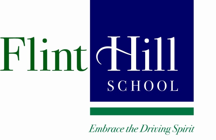 Flint Hill
SCHOOL
Embrace the Driving Spirit